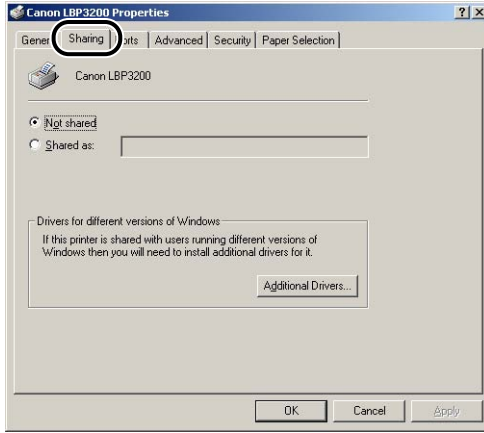 Canon LBP3200 Properties
Sharing Advanced Security Paper Selection
Canon LBP3200
Not shared
Shared as:
Drivers for different versions of Windows
If this printer is shared with users running different versions of
Windows then you will need to install additional drivers for it.
Additional Drivers...
OK Cancel Apply